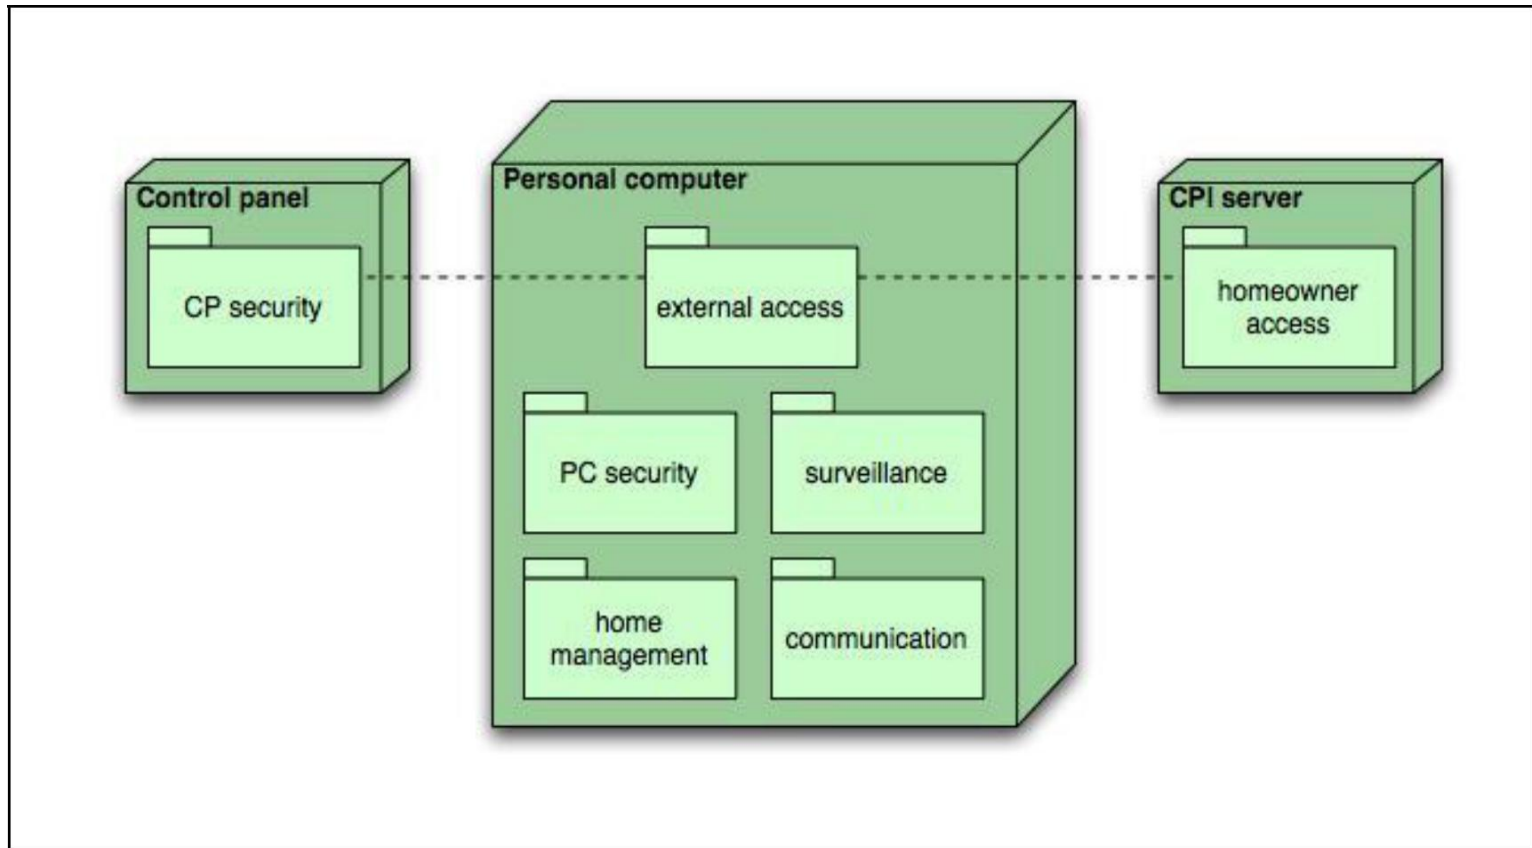 Control panel
CP security
Personal computer
external access
PC security
surveillance
home
management
communication
CPI server
homeowner
access